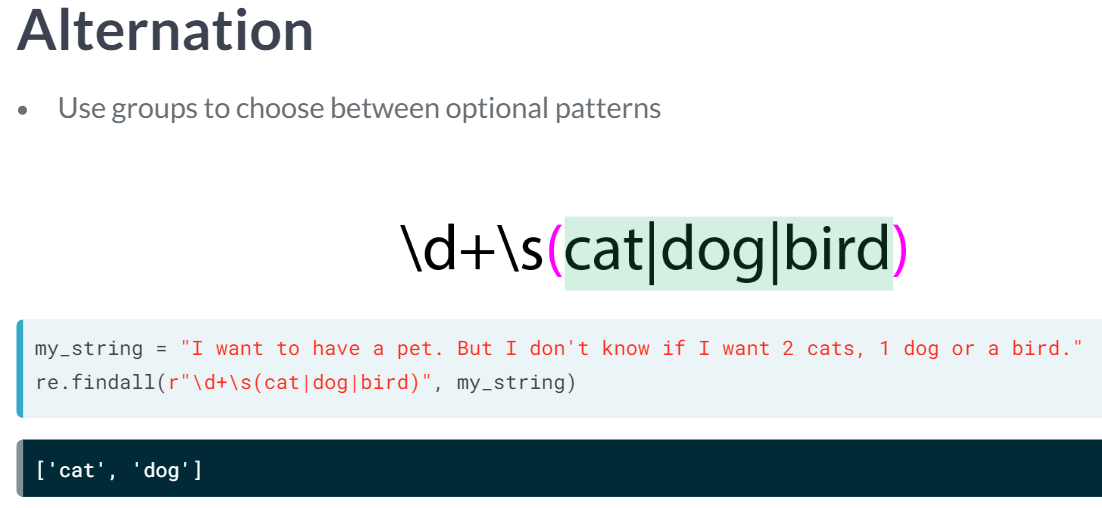 Alternation
• Use groups to choose between optional patterns
\d+\s(cat|dog|bird)
my_string = "I want to have a pet. But I don't know if I want 2 cats, 1 dog or a bird."
re.findall(r"\d+\s(cat|dog|bird)", my_string)
['cat', 'dog']